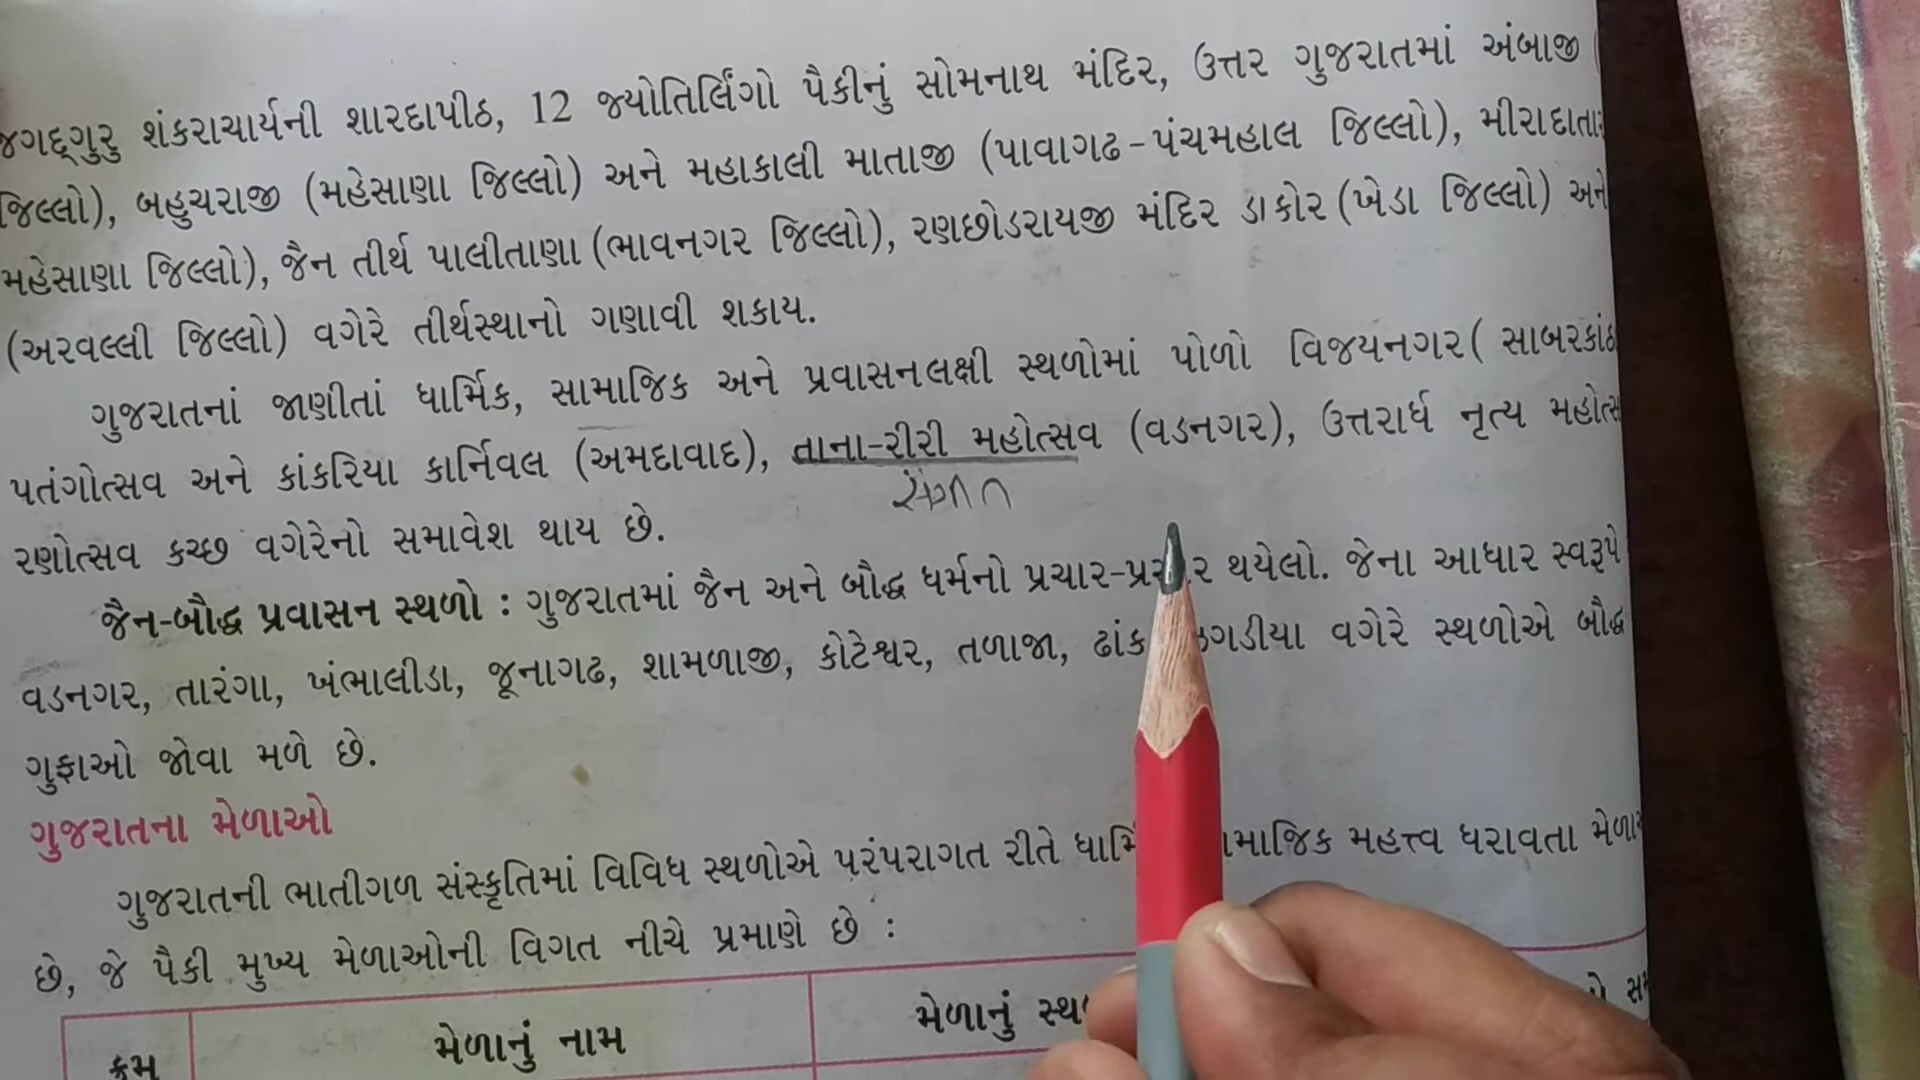 જગદ્ગુરુ શંકરાચાર્યની શારદાપીઠ, 12 જ્યોતિર્લિંગો પૈકીનું સોમનાથ મંદિર, ઉત્તર ગુજરાતમાં અંબાજી
જિલ્લો), બહુચરાજી (મહેસાણા જિલ્લો) અને મહાકાલી માતાજી (પાવાગઢ-પંચમહાલ જિલ્લો), મીરાદાતાર
મહેસાણા જિલ્લો), જૈન તીર્થ પાલીતાણા (ભાવનગર જિલ્લો), રણછોડરાયજી મંદિર ડાકોર (ખેડા જિલ્લો) અને
(અરવલ્લી જિલ્લો) વગેરે તીર્થસ્થાનો ગણાવી શકાય.
ગુજરાતનાં જાણીતાં ધાર્મિક, સામાજિક અને પ્રવાસનલક્ષી સ્થળોમાં પોળો વિજયનગર( સાબરકાંઠ
પતંગોત્સવ અને કાંકરિયા કાર્નિવલ (અમદાવાદ), તાના-રીરી મહોત્સવ (વડનગર), ઉત્તરાર્ધ નૃત્ય મહોત્સ
સંગીત
રણોત્સવ કચ્છ વગેરેનો સમાવેશ થાય છે.
જૈન-બૌદ્ધ પ્રવાસન સ્થળો : ગુજરાતમાં જૈન અને બૌદ્ધ ધર્મનો પ્રચાર-પ્રસાર થયેલો. જેના આધાર સ્વરૂપે
વડનગર, તારંગા, ખંભાલીડા, જૂનાગઢ, શામળાજી, કોટેશ્વર, તળાજા, ઢાંક ગડીયા વગેરે સ્થળોએ બૌદ્ધ
ગુફાઓ જોવા મળે છે.
ગુજરાતના મેળાઓ
ગુજરાતની ભાતીગળ સંસ્કૃતિમાં વિવિધ સ્થળોએ પરંપરાગત રીતે ધાર્મિ માજિક મહત્ત્વ ધરાવતા મેળા
છે, જે પૈકી મુખ્ય મેળાઓની વિગત નીચે પ્રમાણે છે :
ક્રમ મેળાનું નામ મેળાનું સ્થ